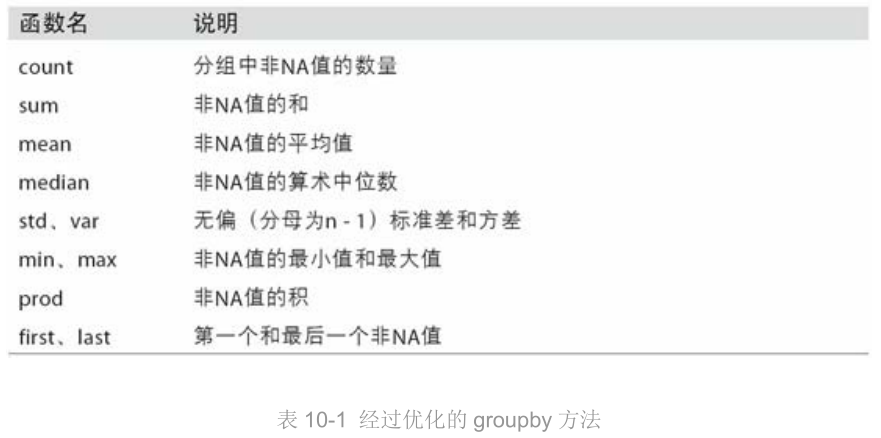 函数名 说明
count 分组中非NA值的数量
sum 非NA值的和
mean 非NA值的平均值
median 非NA值的算术中位数
std、var 无偏（分母为n - 1）标准差和方差
min、max 非NA值的最小值和最大值
prod 非NA值的积
first、last 第一个和最后一个非NA值
表 10-1 经过优化的 groupby 方法